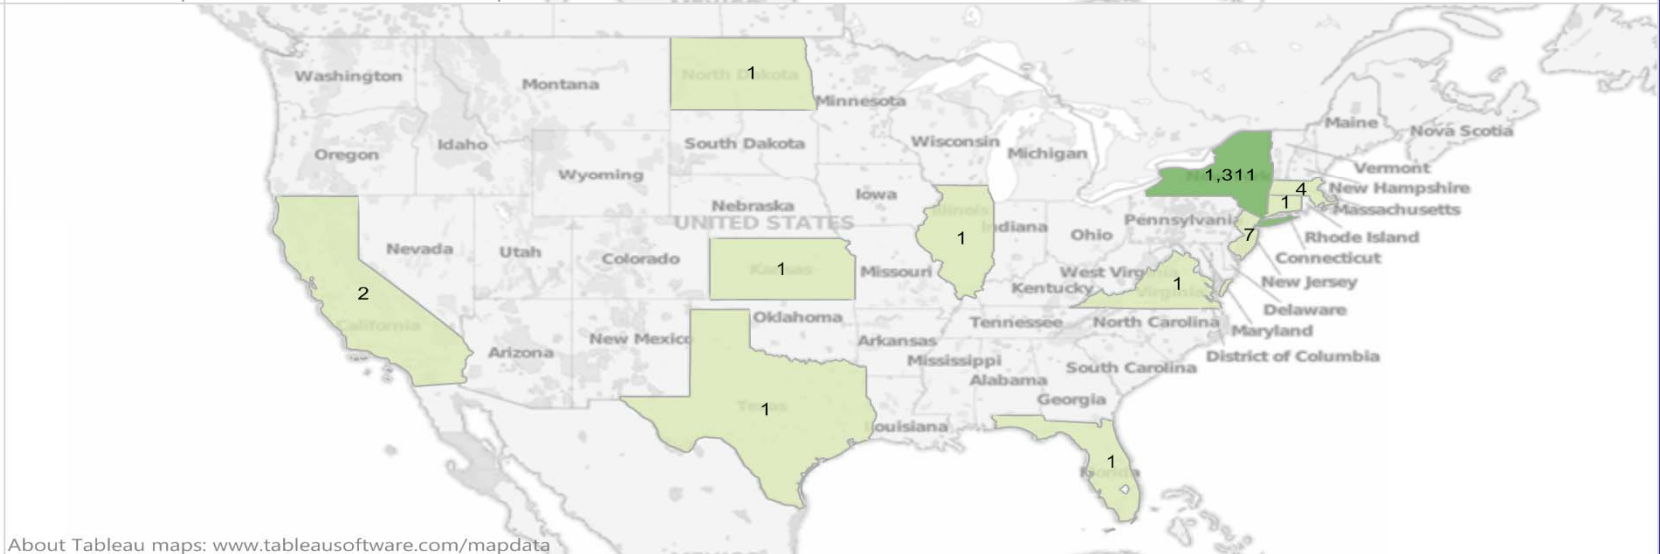 Washington
Montana
North Dakota
1
Minnesota
Maine
Nova Scotia
Oregon
Idaho
South Dakota
Wisconsin
Michigan
Wyoming
1,311
Vermont
Iowa
4
New Hampshire
Nebraska
1
Massachusetts
UNITED STATES
Illinois
Indiana
Ohio
Pennsylvania
Rhode Island
Nevada
Utah
Colorado
1
7
Connecticut
Kansas
1
Missouri
West Virginia
Kentucky
Virginia
1
New Jersey
2
Delaware
California
Oklahoma
Tennessee
North Carolina
Maryland
Arizona
New Mexico
Arkansas
Mississippi
South Carolina
District of Columbia
Alabama
Georgia
Texas
1
Louisiana
Florida
1
About Tableau maps: www.tableausoftware.com/mapdata